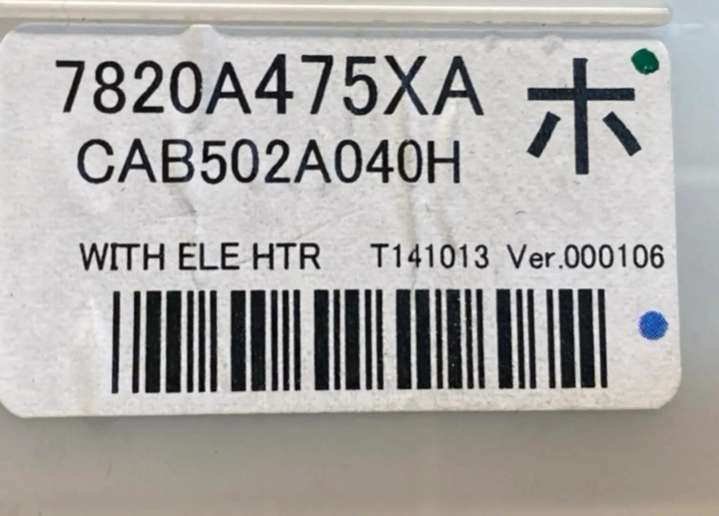 7820A475XA ホ
CAB502A040H
WITH ELE HTR T141013 Ver.000106